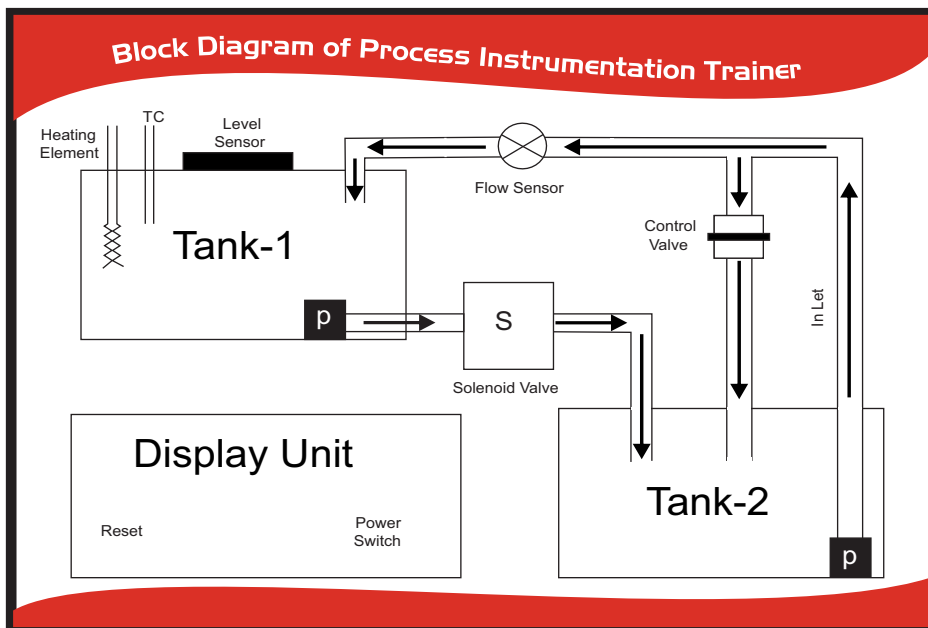 Block Diagram of Process Instrumentation Trainer
TC
Heating
Element
Level
Sensor
Flow Sensor
Control
Valve
Tank-1
In Let
p
S
Solenoid Valve
Display Unit
Reset
Power
Switch
Tank-2
p